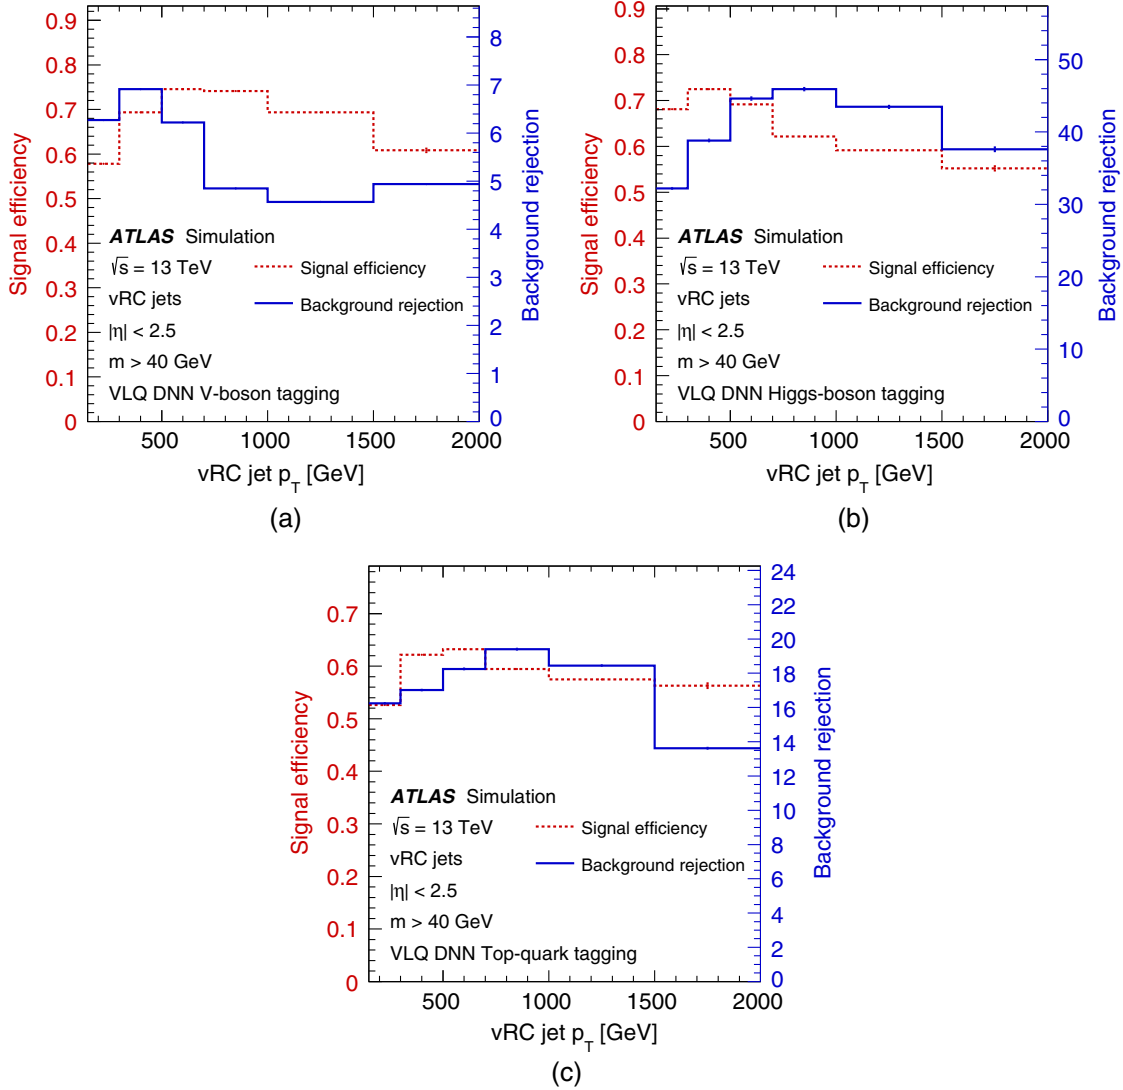 Signal efficiency
0.9
0.8
0.7
0.6
0.5
0.4
0.3
0.2
0.1
0
ATLAS Simulation
√s = 13 TeV
vRC jets
|η| < 2.5
m > 40 GeV
VLQ DNN V-boson tagging
Signal efficiency
Background rejection
8
7
6
5
4
3
2
1
0
Background rejection
500 1000 1500 2000
vRC jet p_T [GeV]
(a)
Signal efficiency
0.9
0.8
0.7
0.6
0.5
0.4
0.3
0.2
0.1
0
ATLAS Simulation
√s = 13 TeV
vRC jets
|η| < 2.5
m > 40 GeV
VLQ DNN Higgs-boson tagging
Signal efficiency
Background rejection
50
40
30
20
10
0
Background rejection
500 1000 1500 2000
vRC jet p_T [GeV]
(b)
Signal efficiency
0.7
0.6
0.5
0.4
0.3
0.2
0.1
0
ATLAS Simulation
√s = 13 TeV
vRC jets
|η| < 2.5
m > 40 GeV
VLQ DNN Top-quark tagging
Signal efficiency
Background rejection
24
22
20
18
16
14
12
10
8
6
4
2
0
Background rejection
500 1000 1500 2000
vRC jet p_T [GeV]
(c)